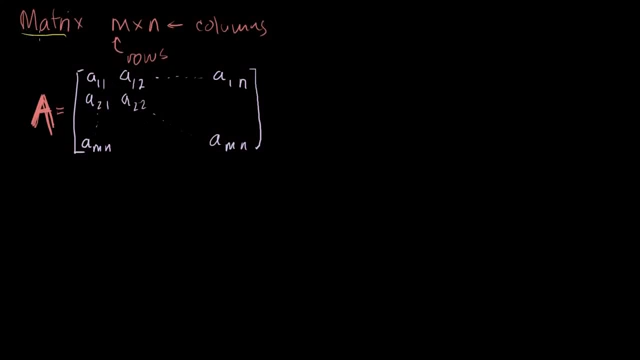 Matrix m × n ← columns
rows
A = [ a₁₁ a₁₂ ...... a₁n
a₂₁ a₂₂
amn amn ]